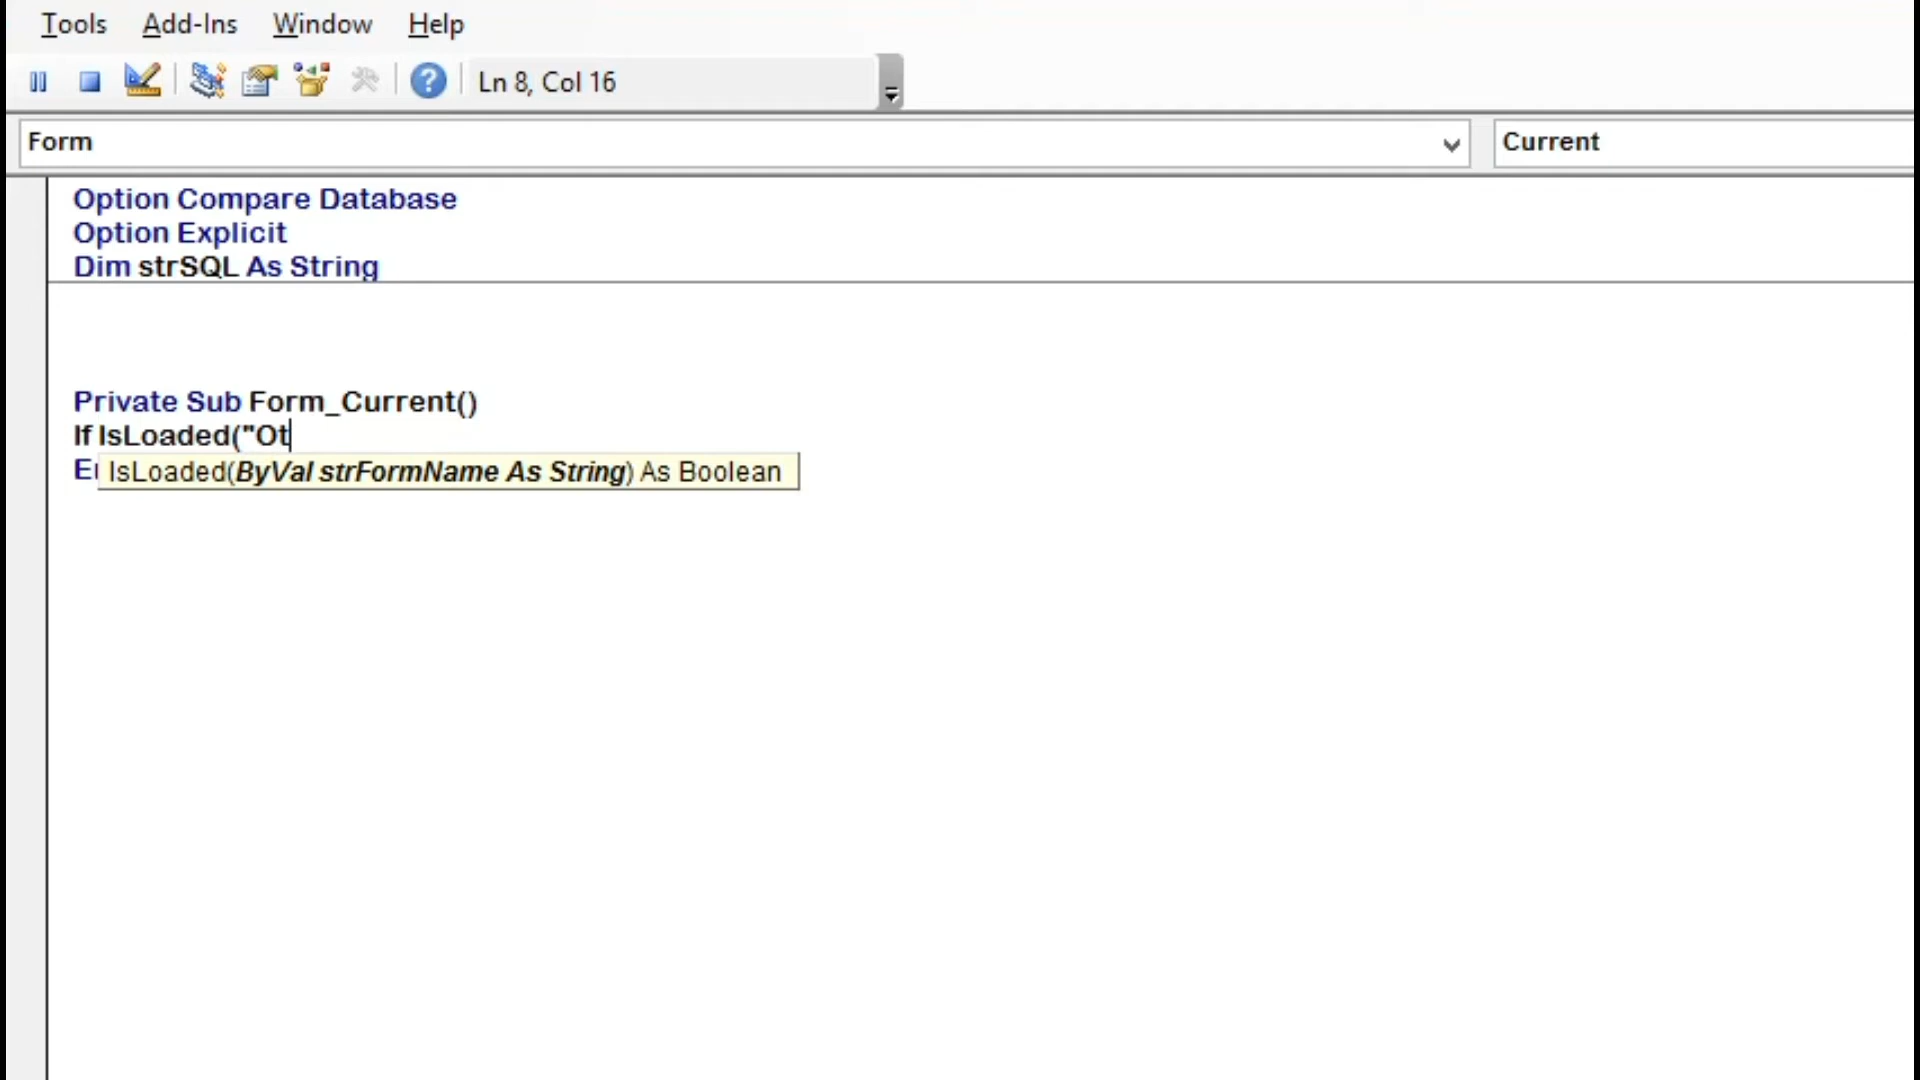 Tools Add-Ins Window Help
Ln 8, Col 16
Form Current
Option Compare Database
Option Explicit
Dim strSQL As String
Private Sub Form_Current()
If IsLoaded("Ot
IsLoaded(ByVal strFormName As String) As Boolean